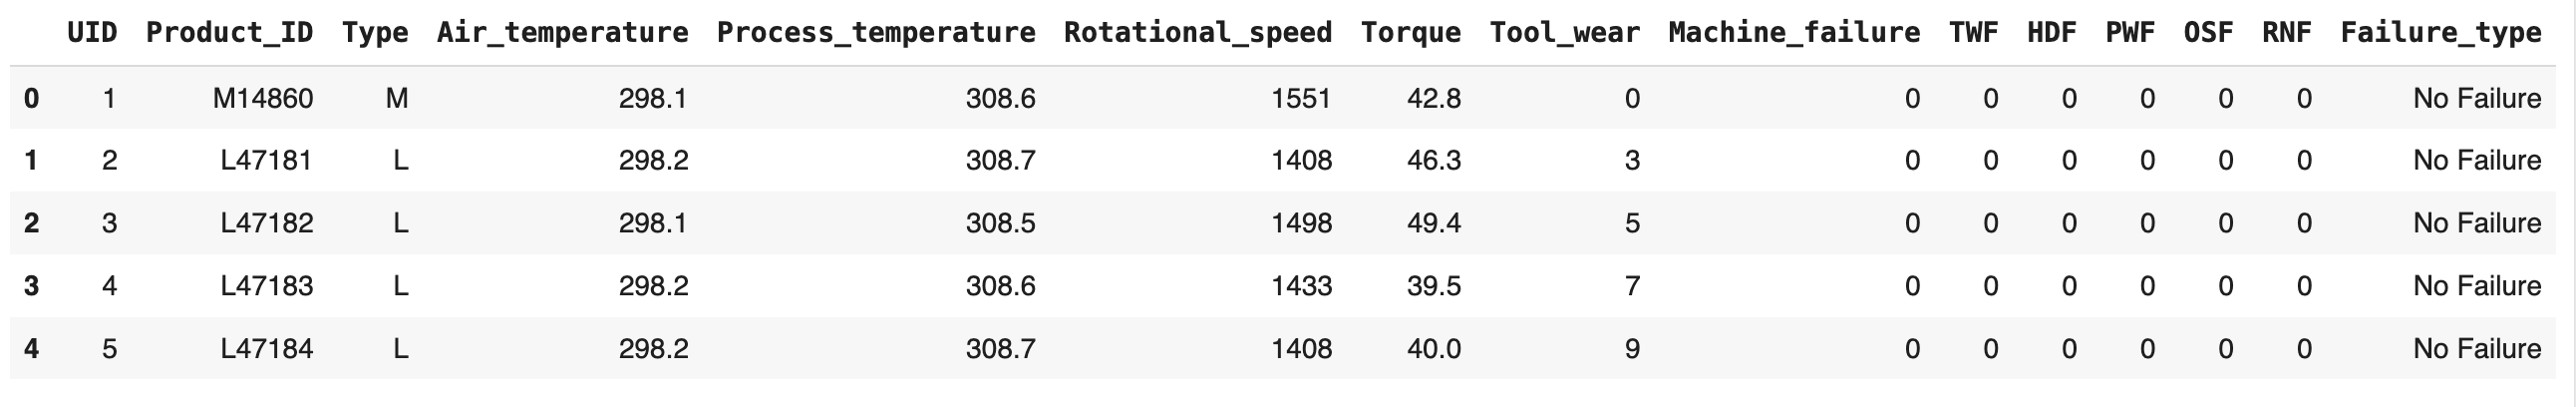 UID Product_ID Type Air_temperature Process_temperature Rotational_speed Torque Tool_wear Machine_failure TWF HDF PWF OSF RNF Failure_type
0 1 M14860 M 298.1 308.6 1551 42.8 0 0 0 0 0 0 0 No Failure
1 2 L47181 L 298.2 308.7 1408 46.3 3 0 0 0 0 0 0 No Failure
2 3 L47182 L 298.1 308.5 1498 49.4 5 0 0 0 0 0 0 No Failure
3 4 L47183 L 298.2 308.6 1433 39.5 7 0 0 0 0 0 0 No Failure
4 5 L47184 L 298.2 308.7 1408 40.0 9 0 0 0 0 0 0 No Failure